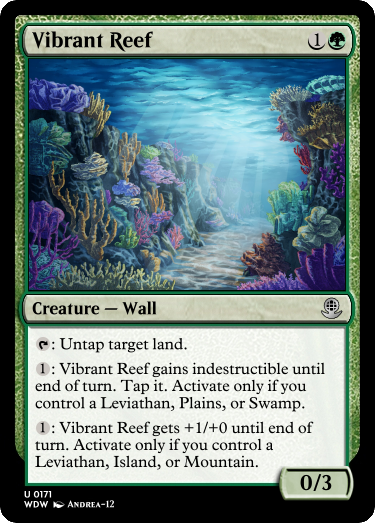 Vibrant Reef 1
Creature — Wall
: Untap target land.
1: Vibrant Reef gains indestructible until
end of turn. Tap it. Activate only if you
control a Leviathan, Plains, or Swamp.
1: Vibrant Reef gets +1/+0 until end of
turn. Activate only if you control a
Leviathan, Island, or Mountain.
0/3
U 0171
WDW Andrea-12